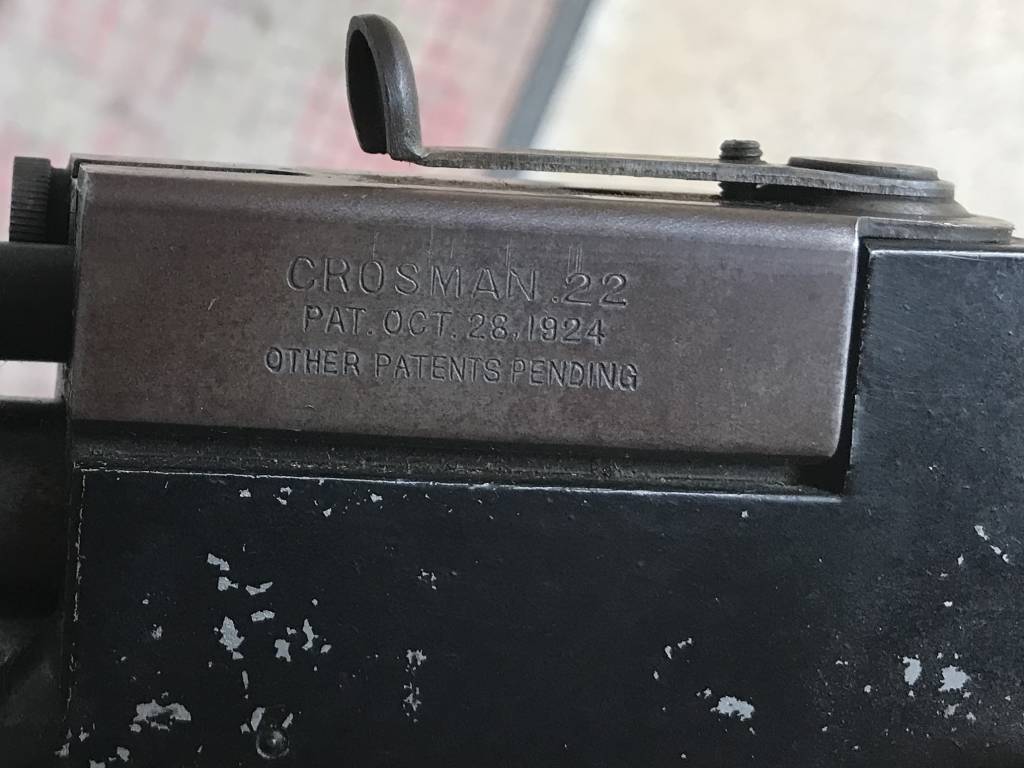 CROSMAN .22
PAT. OCT. 28, 1924
OTHER PATENTS PENDING